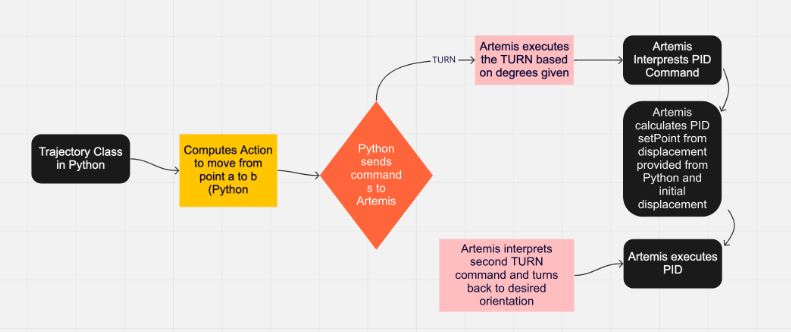 Trajectory Class
in Python
Computes Action
to move from
point a to b
(Python
Python
sends
command
s to
Artemis
TURN
Artemis executes
the TURN based
on degrees given
Artemis
Interprests PID
Command
Artemis
calculates PID
setPoint from
displacement
provided from
Python and
initial
displacement
Artemis executes
PID
Artemis interprets
second TURN
command and turns
back to desired
orientation